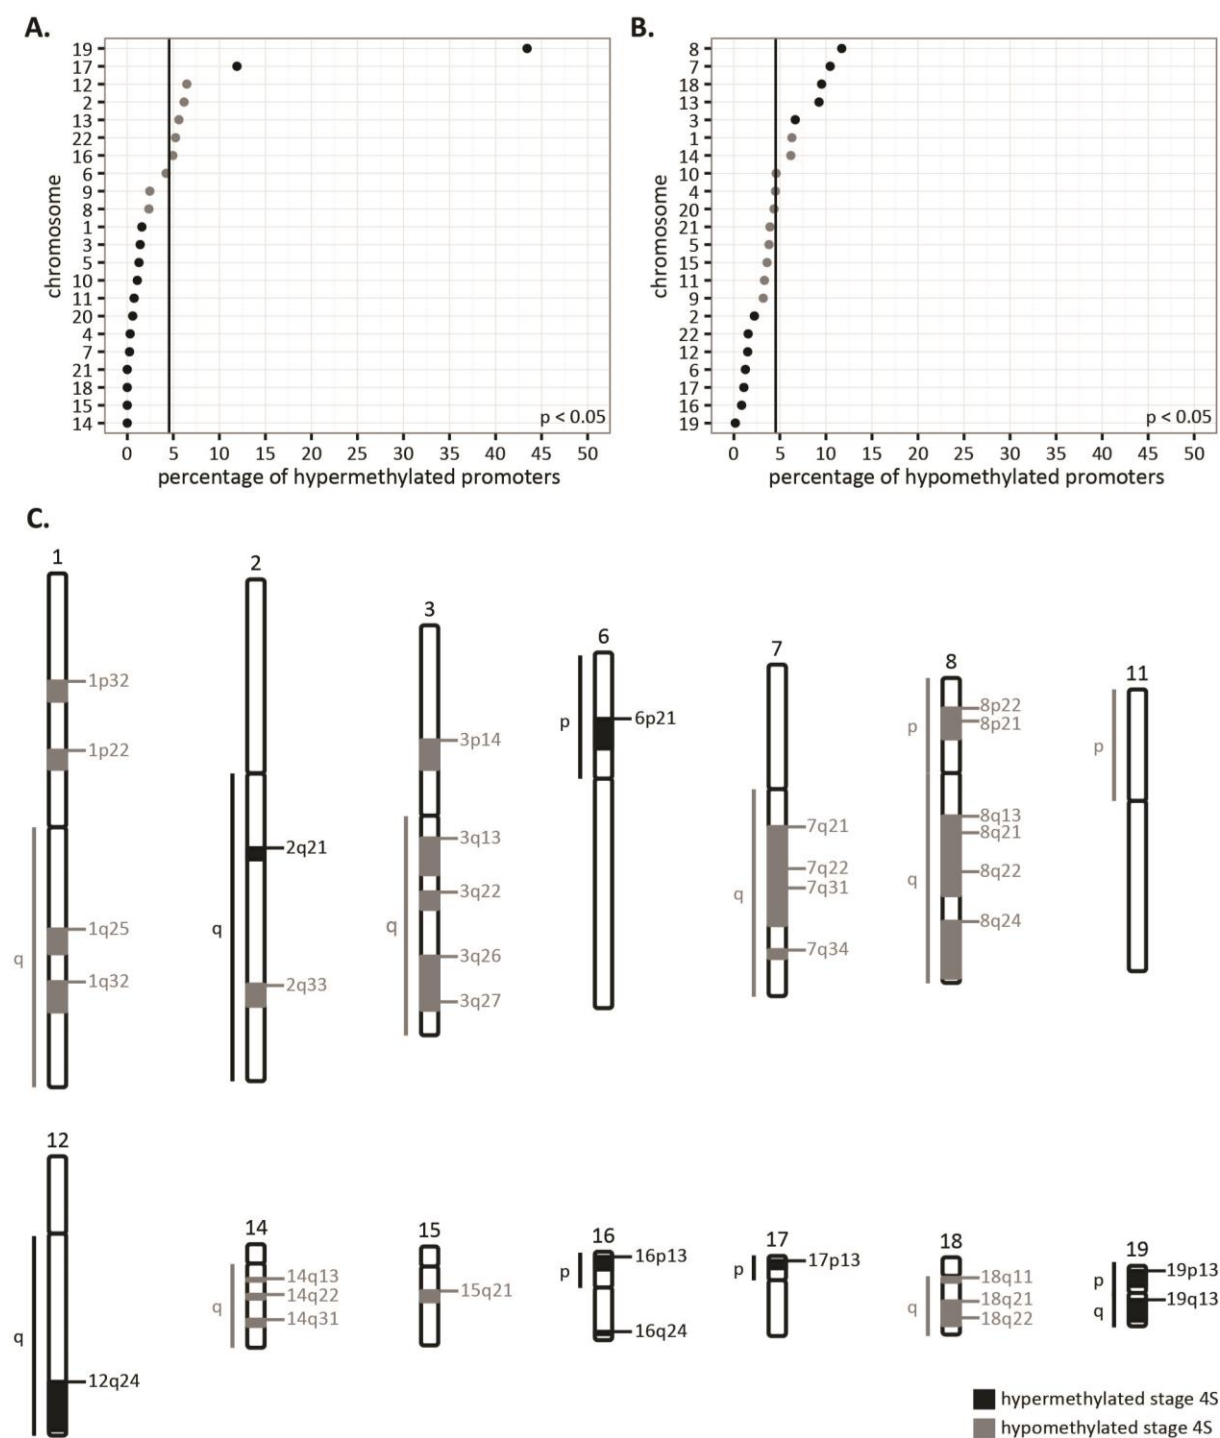 A.
B.
19
17
12
2
13
22
16
6
9
8
1
3
5
10
11
20
4
7
21
18
15
14
chromosome
p < 0.05
0 5 10 15 20 25 30 35 40 45 50
percentage of hypermethylated promoters
8
7
18
13
3
1
14
10
4
20
21
5
15
11
9
2
22
12
6
17
16
19
chromosome
p < 0.05
0 5 10 15 20 25 30 35 40 45 50
percentage of hypomethylated promoters
C.
1
1p32
1p22
q
1q25
1q32
2
2q21
q
2q33
3
3p14
3q13
3q22
q
3q26
3q27
6
p
6p21
7
7q21
7q22
7q31
q
7q34
8
8p22
8p21
p
8q13
8q21
8q22
q
8q24
11
p
12
q
12q24
14
14q13
14q22
q
14q31
15
15q21
16
16p13
p
16q24
17
p
17p13
18
18q11
q
18q21
18q22
19
p
19p13
q
19q13
hypermethylated stage 4S
hypomethylated stage 4S